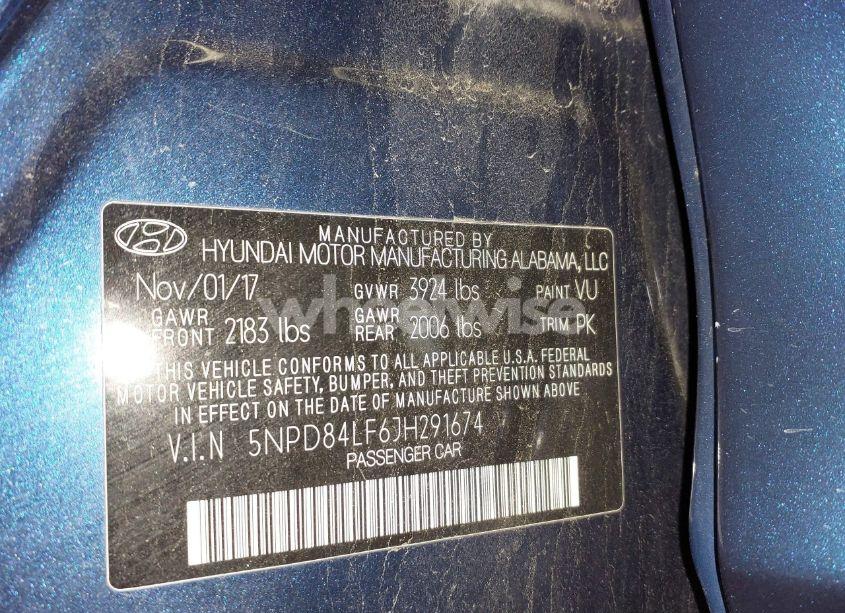 MANUFACTURED BY
HYUNDAI MOTOR MANUFACTURING ALABAMA, LLC
Nov/01/17 GVWR 3924 lbs PAINT VU
GAWR FRONT 2183 lbs GAWR REAR 2006 lbs TRIM PK
THIS VEHICLE CONFORMS TO ALL APPLICABLE U.S.A. FEDERAL
MOTOR VEHICLE SAFETY, BUMPER, AND THEFT PREVENTION STANDARDS
IN EFFECT ON THE DATE OF MANUFACTURE SHOWN ABOVE
V.I.N 5NPD84LF6JH291674
PASSENGER CAR
wheelwise